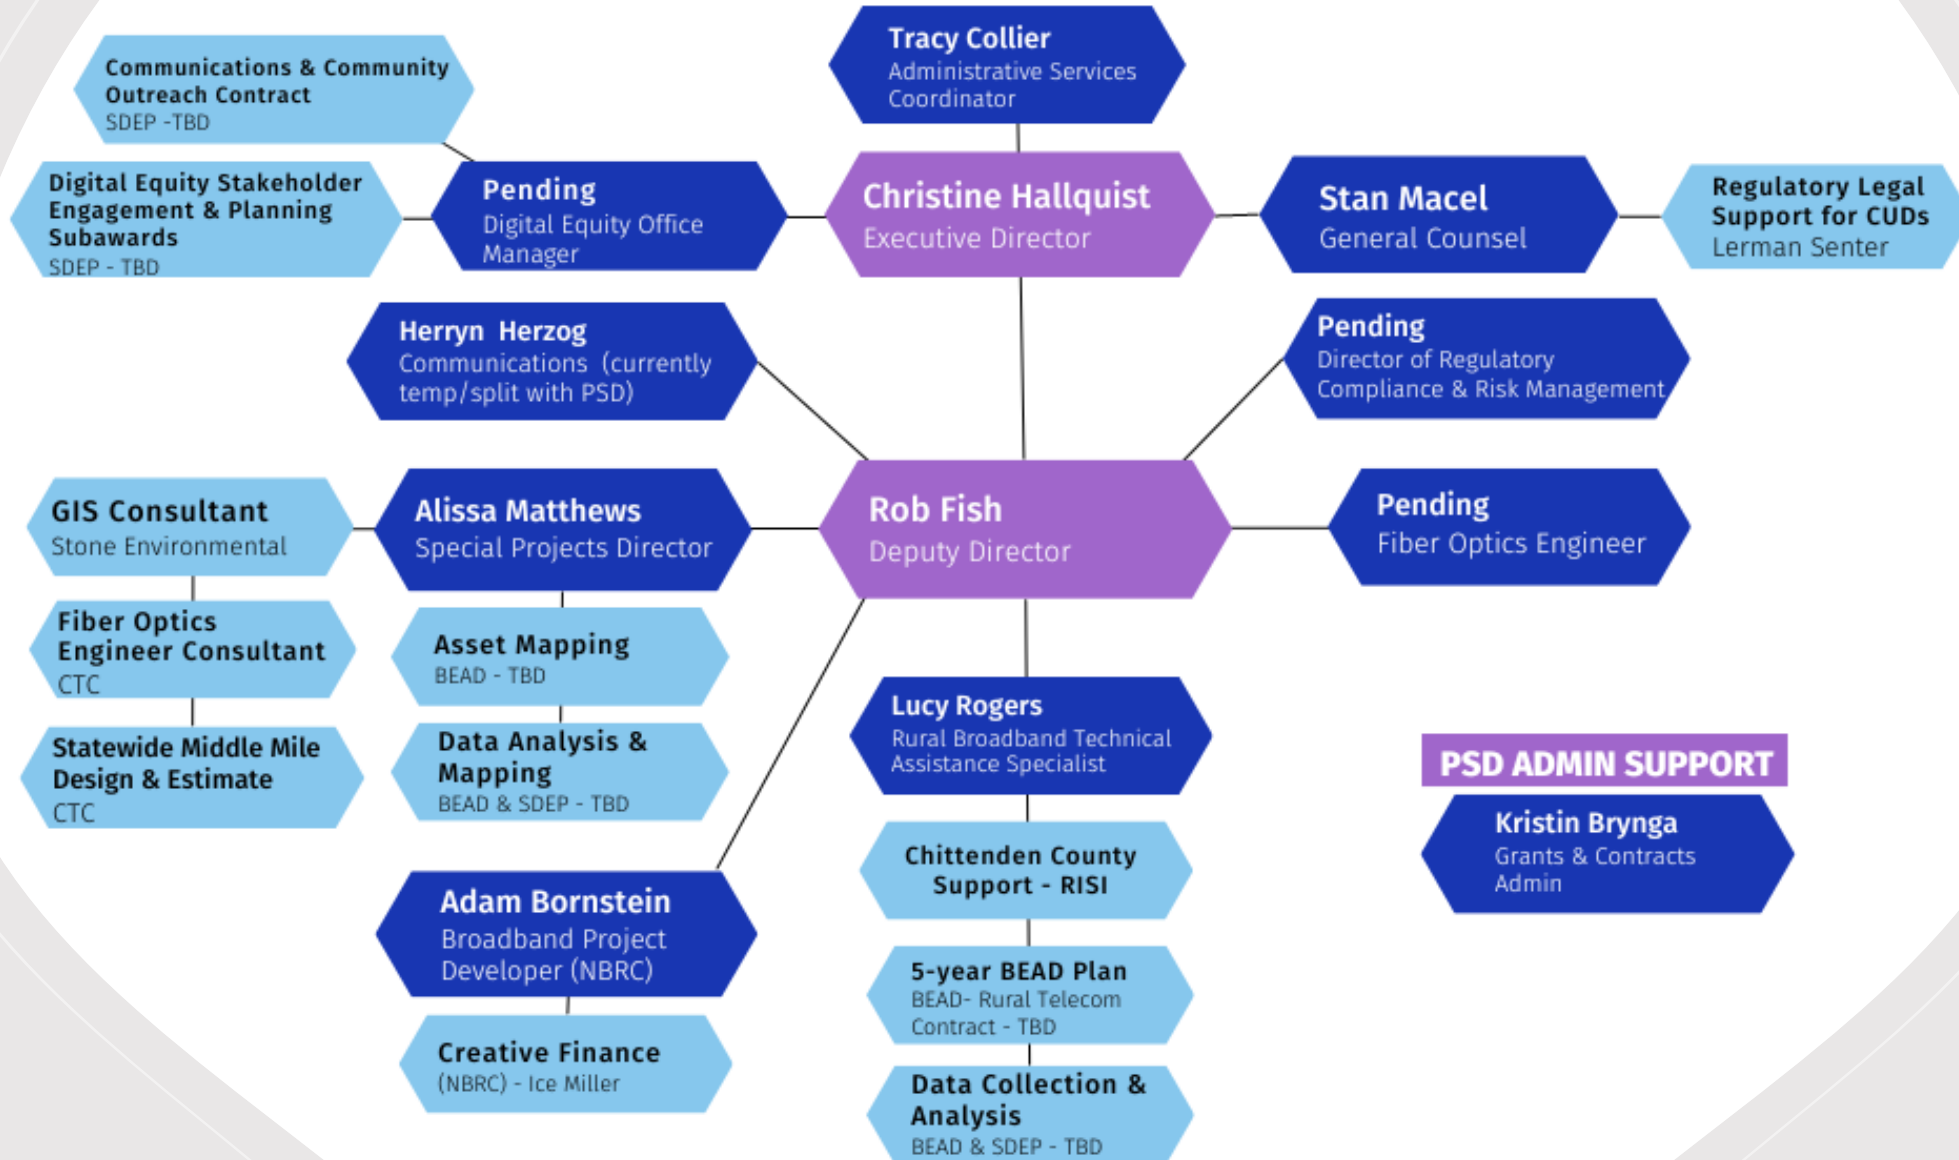 Tracy Collier
Administrative Services
Coordinator
Communications & Community
Outreach Contract
SDEP -TBD
Digital Equity Stakeholder
Engagement & Planning
Subawards
SDEP - TBD
Pending
Digital Equity Office
Manager
Christine Hallquist
Executive Director
Stan Macel
General Counsel
Regulatory Legal
Support for CUDs
Lerman Senter
Herryn Herzog
Communications (currently
temp/split with PSD)
Pending
Director of Regulatory
Compliance & Risk Management
GIS Consultant
Stone Environmental
Alissa Matthews
Special Projects Director
Rob Fish
Deputy Director
Pending
Fiber Optics Engineer
Fiber Optics
Engineer Consultant
CTC
Asset Mapping
BEAD - TBD
Statewide Middle Mile
Design & Estimate
CTC
Data Analysis &
Mapping
BEAD & SDEP - TBD
Lucy Rogers
Rural Broadband Technical
Assistance Specialist
PSD ADMIN SUPPORT
Kristin Brynga
Grants & Contracts
Admin
Chittenden County
Support - RISI
Adam Bornstein
Broadband Project
Developer (NBRC)
5-year BEAD Plan
BEAD- Rural Telecom
Contract - TBD
Creative Finance
(NBRC) - Ice Miller
Data Collection &
Analysis
BEAD & SDEP - TBD